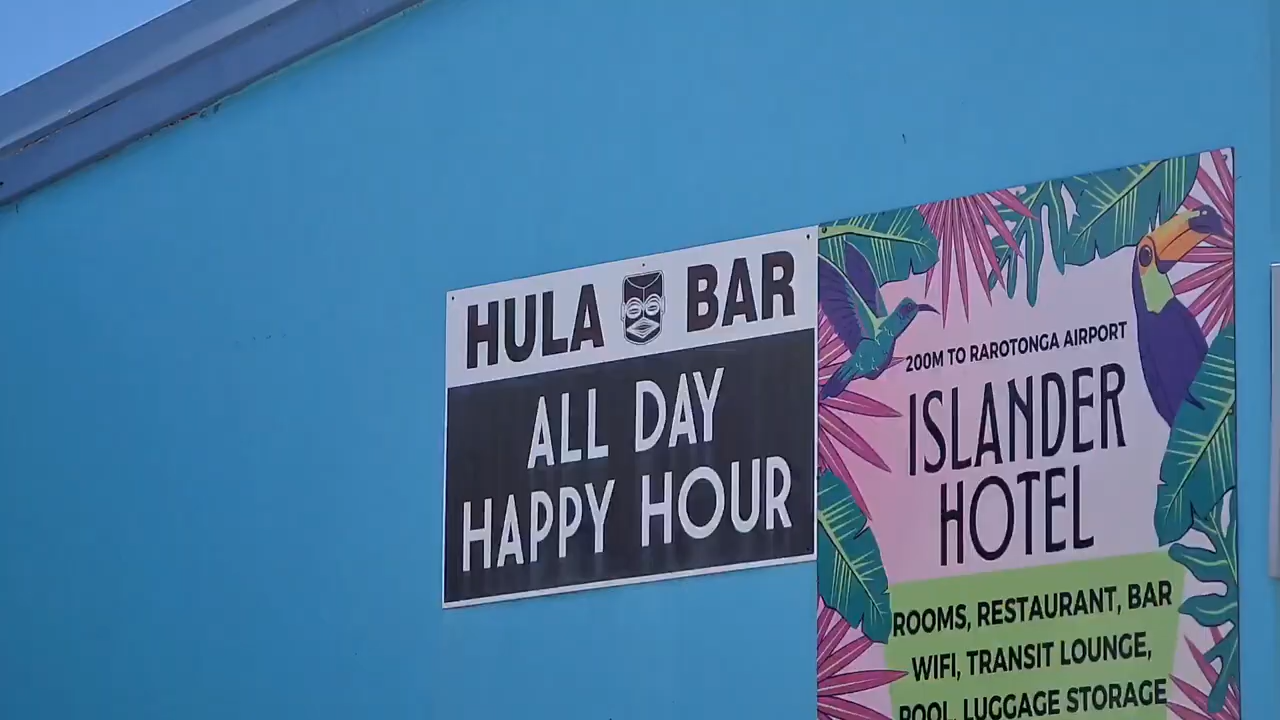 HULA BAR
ALL DAY
HAPPY HOUR
200M TO RAROTONGA AIRPORT
ISLANDER
HOTEL
ROOMS, RESTAURANT, BAR
WIFI, TRANSIT LOUNGE,
POOL, LUGGAGE STORAGE